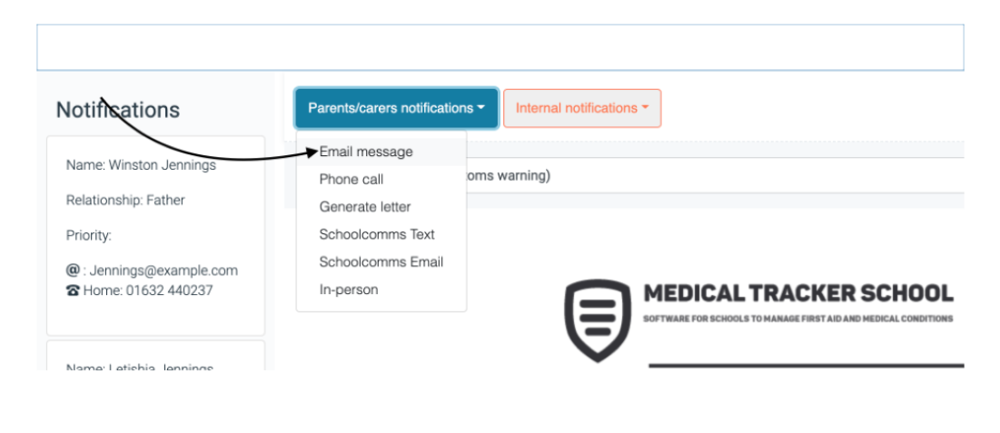 Notifications
Name: Winston Jennings
Relationship: Father
Priority:
@ : Jennings@example.com
Home: 01632 440237
Name: Letishia Jennings
Parents/carers notifications
Internal notifications
Email message
Phone call
Generate letter
Schoolcomms Text
Schoolcomms Email
In-person
oms warning)
MEDICAL TRACKER SCHOOL
SOFTWARE FOR SCHOOLS TO MANAGE FIRST AID AND MEDICAL CONDITIONS